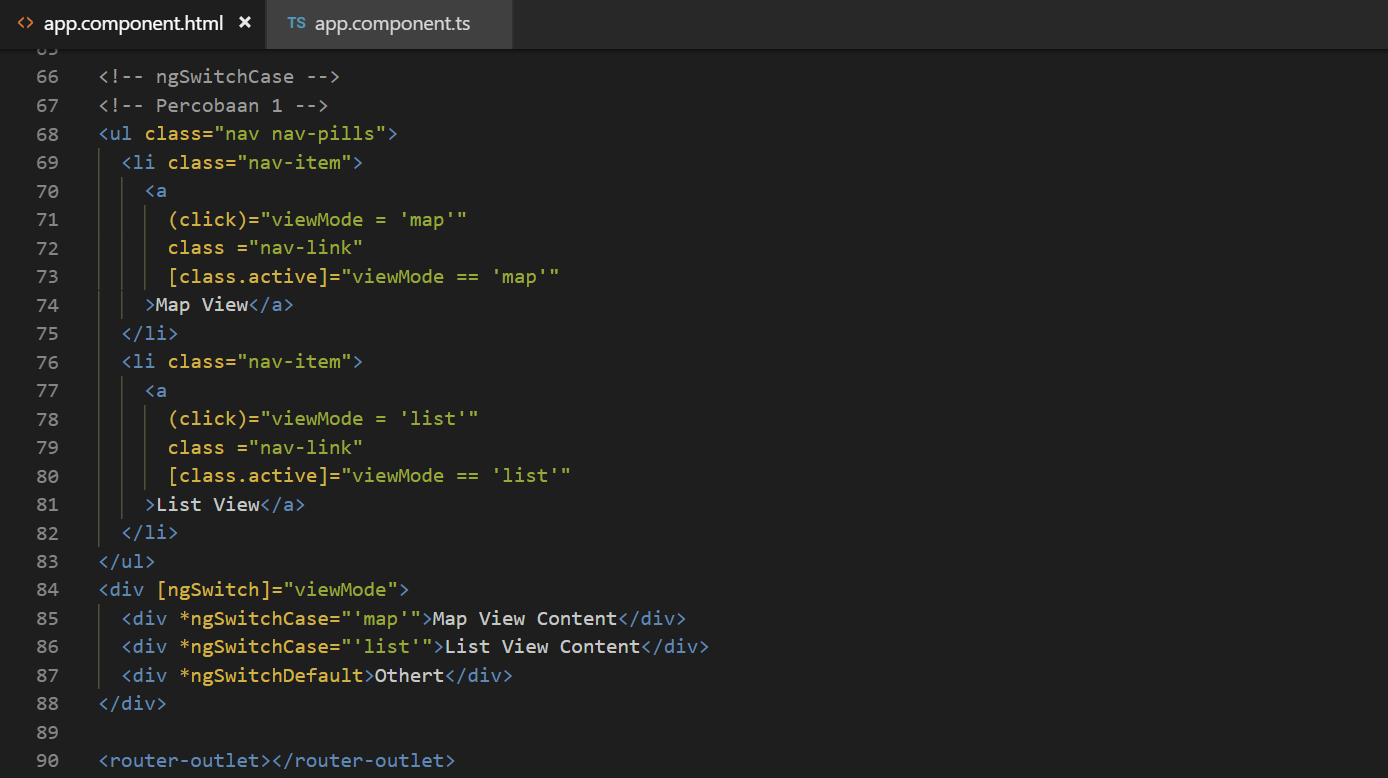 <> app.component.html ×
TS app.component.ts
65
66 <!-- ngSwitchCase -->
67 <!-- Percobaan 1 -->
68 <ul class="nav nav-pills">
69 <li class="nav-item">
70 <a
71 (click)="viewMode = 'map'"
72 class ="nav-link"
73 [class.active]="viewMode == 'map'"
74 >Map View</a>
75 </li>
76 <li class="nav-item">
77 <a
78 (click)="viewMode = 'list'"
79 class ="nav-link"
80 [class.active]="viewMode == 'list'"
81 >List View</a>
82 </li>
83 </ul>
84 <div [ngSwitch]="viewMode">
85 <div *ngSwitchCase="'map'">Map View Content</div>
86 <div *ngSwitchCase="'list'">List View Content</div>
87 <div *ngSwitchDefault>Othert</div>
88 </div>
89
90 <router-outlet></router-outlet>